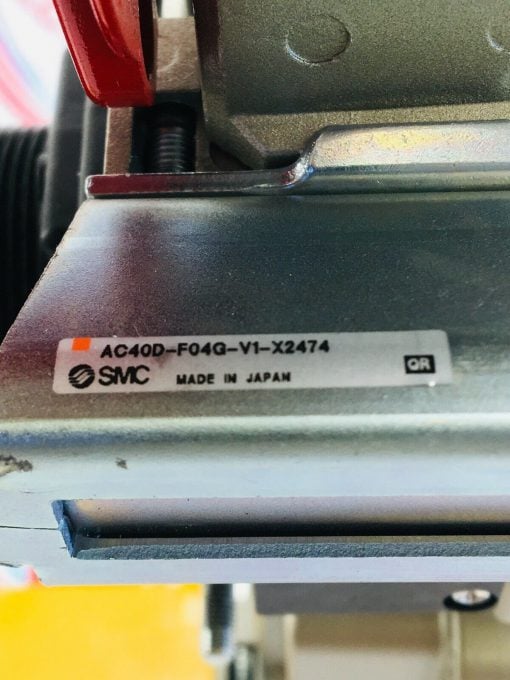 AC40D-F04G-V1-X2474
SMC MADE IN JAPAN QR